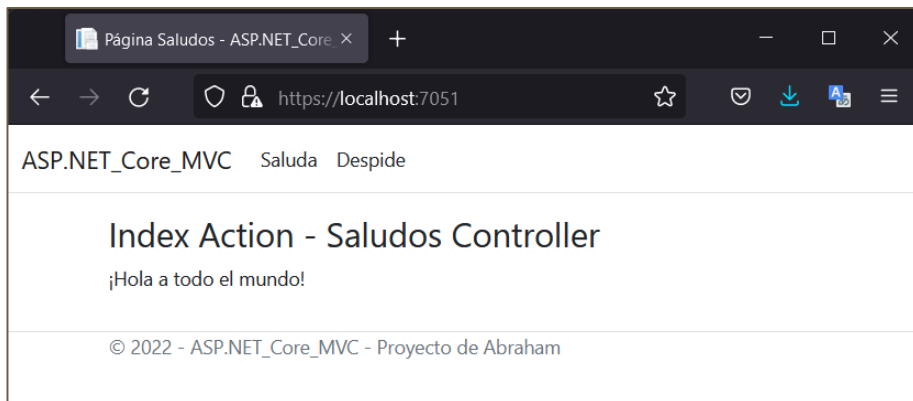 Página Saludos - ASP.NET_Core_
https://localhost:7051
ASP.NET_Core_MVC Saluda Despide
Index Action - Saludos Controller
¡Hola a todo el mundo!
© 2022 - ASP.NET_Core_MVC - Proyecto de Abraham